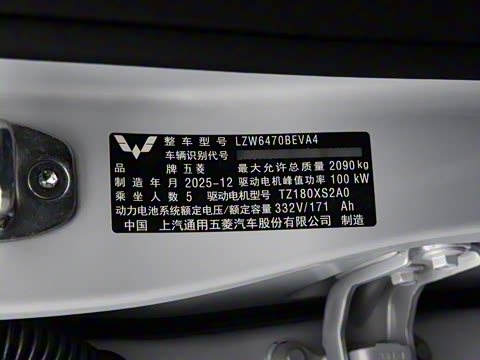 整车型号 LZW6470BEVA4
车辆识别代号
品牌 五菱 最大允许总质量 2090kg
制造年月 2025-12 驱动电机峰值功率 100 kW
乘坐人数 5 驱动电机型号 TZ180XS2A0
动力电池系统额定电压/额定容量 332V/171 Ah
中国 上汽通用五菱汽车股份有限公司 制造